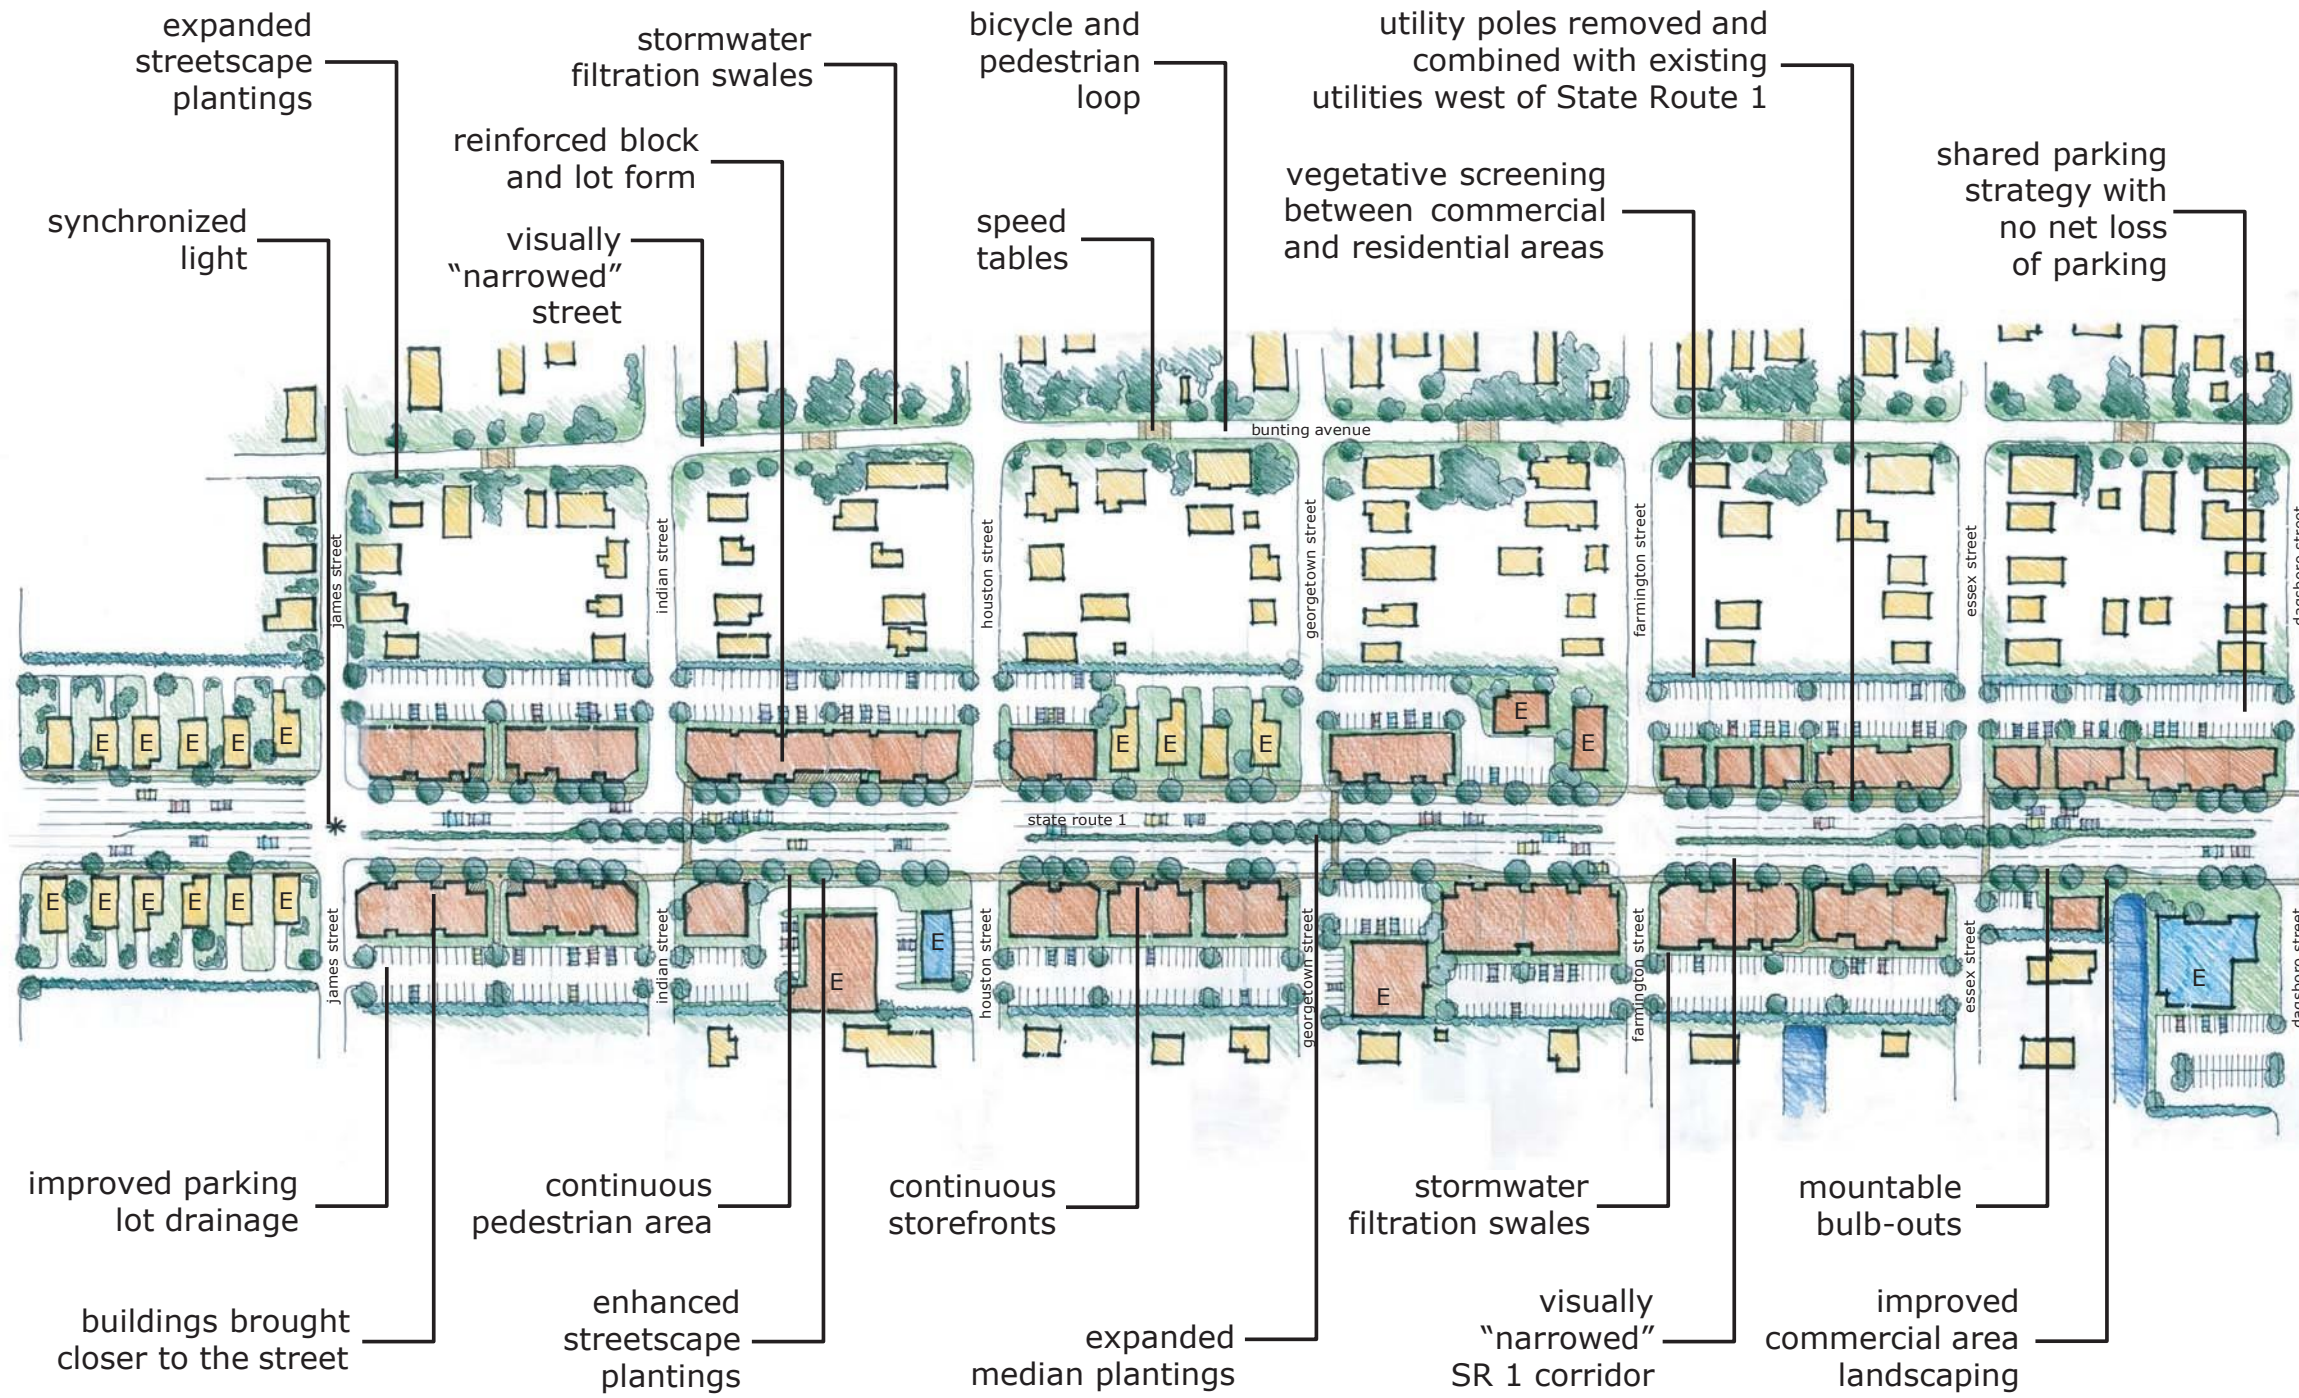 expanded
streetscape
plantings
stormwater
filtration swales
bicycle and
pedestrian
loop
utility poles removed and
combined with existing
utilities west of State Route 1
reinforced block
and lot form
shared parking
strategy with
no net loss
of parking
vegetative screening
between commercial
and residential areas
synchronized
light
visually
“narrowed”
street
speed
tables
bunting avenue
james street
indian street
houston street
georgetown street
farmington street
essex street
dagsboro street
E
E
E
E
E
E
E
E
E
E
state route 1
E
E
E
E
E
E
E
E
E
E
james street
indian street
houston street
georgetown street
farmington street
essex street
dagsboro street
improved parking
lot drainage
continuous
pedestrian area
continuous
storefronts
stormwater
filtration swales
mountable
bulb-outs
buildings brought
closer to the street
enhanced
streetscape
plantings
expanded
median plantings
visually
“narrowed”
SR 1 corridor
improved
commercial area
landscaping